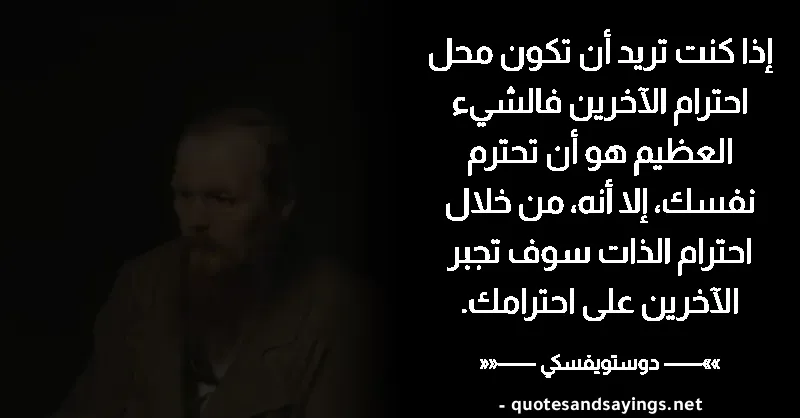 إذا كنت تريد أن تكون محل
احترام الآخرين فالشيء
العظيم هو أن تحترم
نفسك، إلا أنه، من خلال
احترام الذات سوف تجبر
الآخرين على احترامك.
»»—— دوستويفسكي ——««
- quotesandsayings.net